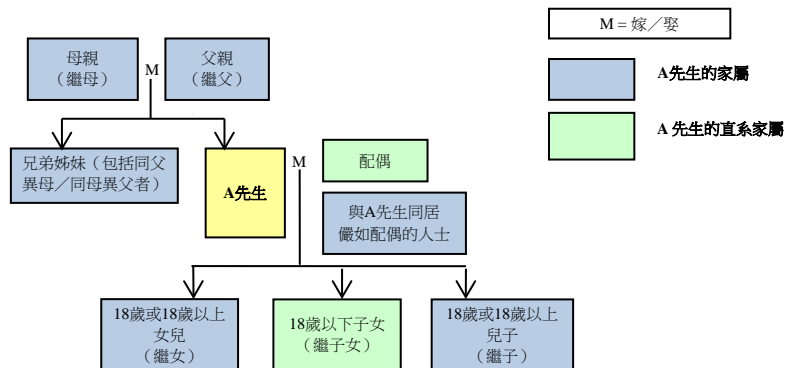 M = 嫁／娶
A先生的家屬
A 先生的直系家屬
母親
（繼母）
M
父親
（繼父）
兄弟姊妹（包括同父
異母／同母異父者）
A先生
M
配偶
與A先生同居
儼如配偶的人士
18歲或18歲以上
女兒
（繼女）
18歲以下子女
（繼子女）
18歲或18歲以上
兒子
（繼子）